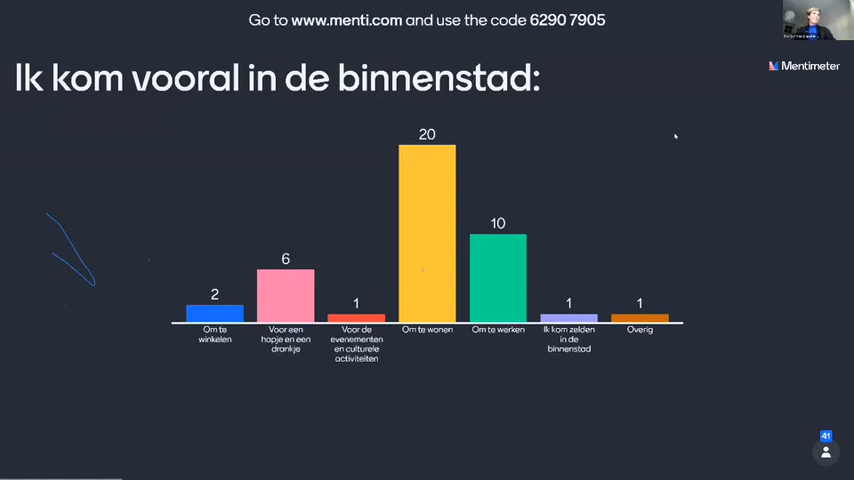 Go to www.menti.com and use the code 6290 7905
Mentimeter
Ik kom vooral in de binnenstad:
20
10
6
2
1
1
1
Om te
winkelen
Voor een
hapje en een
drankje
Voor de
evenementen
en culturele
activiteiten
Om te wonen
Om te werken
Ik kom zelden
in de
binnenstad
Overig
41